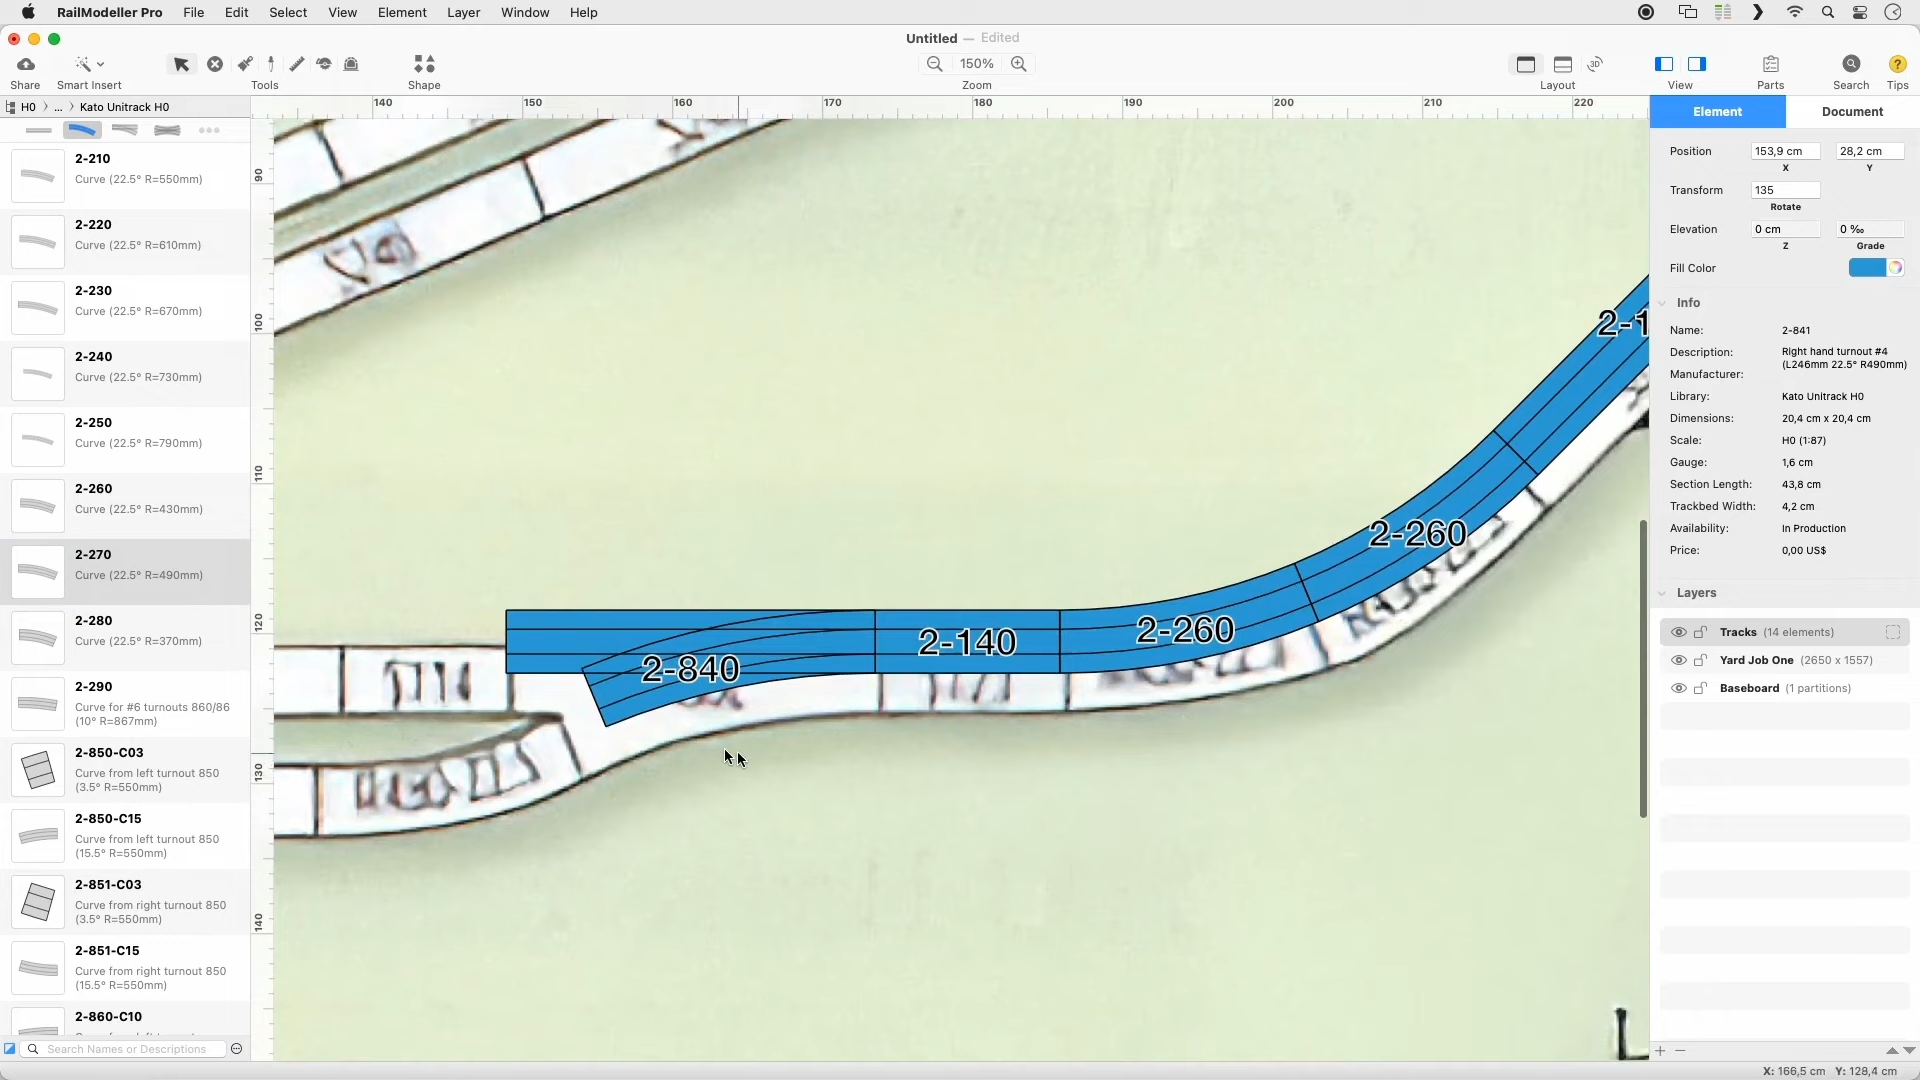 RailModeller Pro File Edit Select View Element Layer Window Help
Untitled — Edited
150%
Share Smart Insert Tools Shape Zoom Layout View Parts Search Tips
H0 〉 ... 〉 Kato Unitrack H0
140 150 160 170 180 190 200 210 220
90
100
110
120
130
140
2-210
Curve (22.5° R=550mm)
2-220
Curve (22.5° R=610mm)
2-230
Curve (22.5° R=670mm)
2-240
Curve (22.5° R=730mm)
2-250
Curve (22.5° R=790mm)
2-260
Curve (22.5° R=430mm)
2-270
Curve (22.5° R=490mm)
2-280
Curve (22.5° R=370mm)
2-290
Curve for #6 turnouts 860/86
(10° R=867mm)
2-850-C03
Curve from left turnout 850
(3.5° R=550mm)
2-850-C15
Curve from left turnout 850
(15.5° R=550mm)
2-851-C03
Curve from right turnout 850
(3.5° R=550mm)
2-851-C15
Curve from right turnout 850
(15.5° R=550mm)
2-860-C10
Search Names or Descriptions
2-1
2-260
2-260
2-140
2-840
L
Element Document
Position 153,9 cm 28,2 cm
X Y
Transform 135
Rotate
Elevation 0 cm 0 ‰
Z Grade
Fill Color
Info
Name: 2-841
Description: Right hand turnout #4
(L246mm 22.5° R490mm)
Manufacturer:
Library: Kato Unitrack H0
Dimensions: 20,4 cm x 20,4 cm
Scale: H0 (1:87)
Gauge: 1,6 cm
Section Length: 43,8 cm
Trackbed Width: 4,2 cm
Availability: In Production
Price: 0,00 US$
Layers
Tracks (14 elements)
Yard Job One (2650 x 1557)
Baseboard (1 partitions)
X: 166,5 cm Y: 128,4 cm